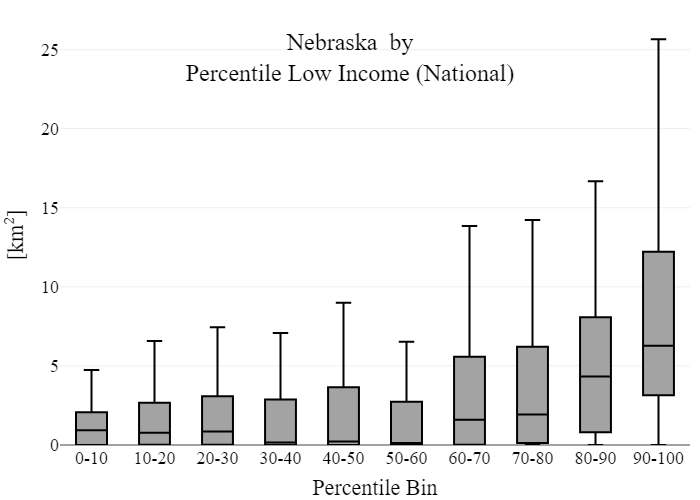 Nebraska by
Percentile Low Income (National)
25
20
15
10
5
0
[km²]
0-10 10-20 20-30 30-40 40-50 50-60 60-70 70-80 80-90 90-100
Percentile Bin